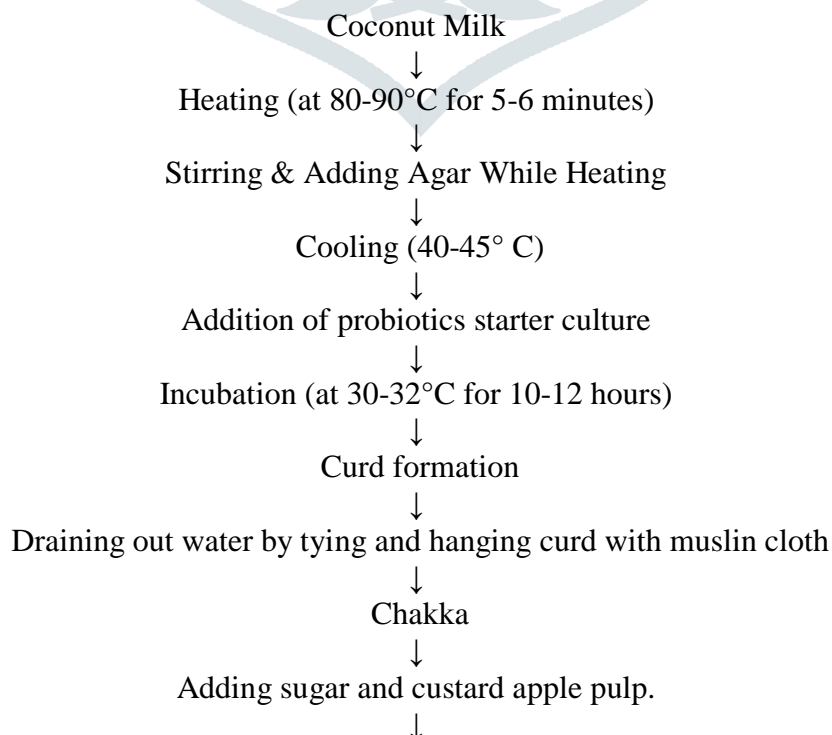 Coconut Milk
↓
Heating (at 80-90°C for 5-6 minutes)
↓
Stirring & Adding Agar While Heating
↓
Cooling (40-45° C)
↓
Addition of probiotics starter culture
↓
Incubation (at 30-32°C for 10-12 hours)
↓
Curd formation
↓
Draining out water by tying and hanging curd with muslin cloth
↓
Chakka
↓
Adding sugar and custard apple pulp.
↓